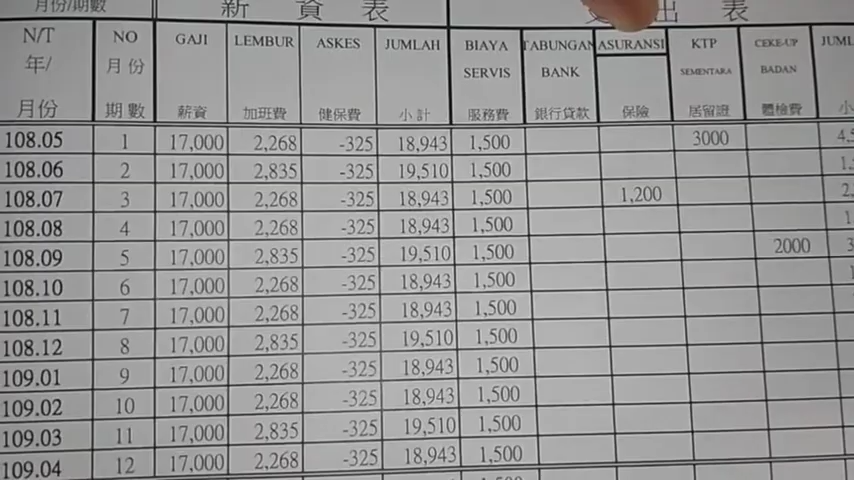 月份/期數 薪 資 表 出 表
N/T NO GAJI LEMBUR ASKES JUMLAH BIAYA TABUNGAN ASURANSI KTP CEKE-UP
年/ 月份 SERVIS BANK SEMENTARA BADAN
月份 期數 薪資 加班費 健保費 小計 服務費 銀行貸款 保險 居留證 體檢費 小
108.05 1 17,000 2,268 -325 18,943 1,500 3000
108.06 2 17,000 2,835 -325 19,510 1,500
108.07 3 17,000 2,268 -325 18,943 1,500 1,200
108.08 4 17,000 2,268 -325 18,943 1,500
108.09 5 17,000 2,835 -325 19,510 1,500 2000
108.10 6 17,000 2,268 -325 18,943 1,500
108.11 7 17,000 2,268 -325 18,943 1,500
108.12 8 17,000 2,835 -325 19,510 1,500
109.01 9 17,000 2,268 -325 18,943 1,500
109.02 10 17,000 2,268 -325 18,943 1,500
109.03 11 17,000 2,835 -325 19,510 1,500
109.04 12 17,000 2,268 -325 18,943 1,500